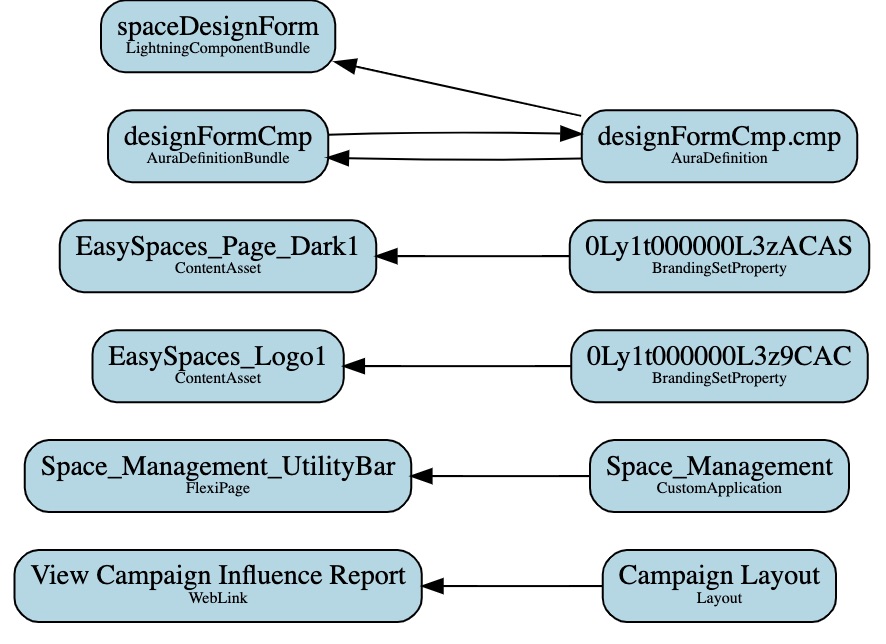 spaceDesignForm
LightningComponentBundle
designFormCmp
AuraDefinitionBundle
designFormCmp.cmp
AuraDefinition
EasySpaces_Page_Dark1
ContentAsset
0Ly1t000000L3zACAS
BrandingSetProperty
EasySpaces_Logo1
ContentAsset
0Ly1t000000L3z9CAC
BrandingSetProperty
Space_Management_UtilityBar
FlexiPage
Space_Management
CustomApplication
View Campaign Influence Report
WebLink
Campaign Layout
Layout